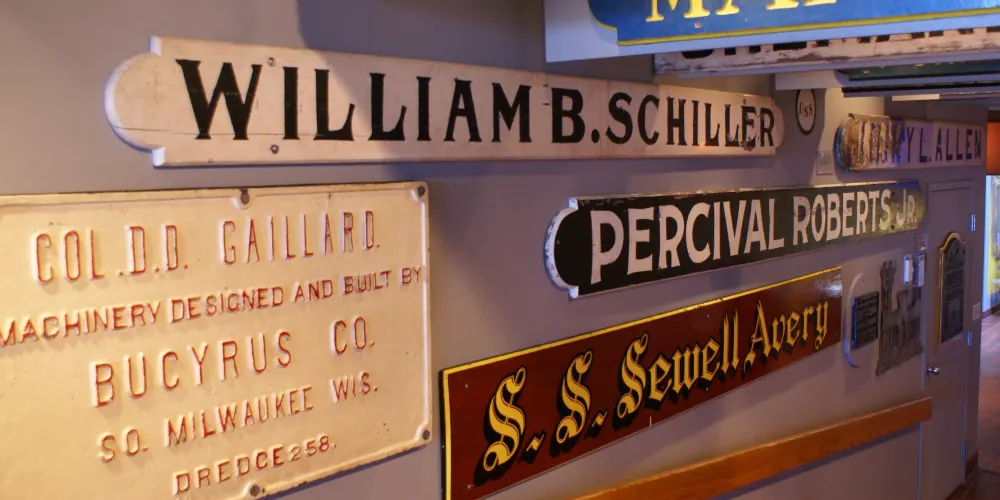 WILLIAM B. SCHILLER
L. ALLEN
PERCIVAL ROBERTS JR.
COL. D.D. GAILLARD.
MACHINERY DESIGNED AND BUILT BY
BUCYRUS CO.
SO. MILWAUKEE WIS.
DREDGE 258.
S. S. Sewell Avery